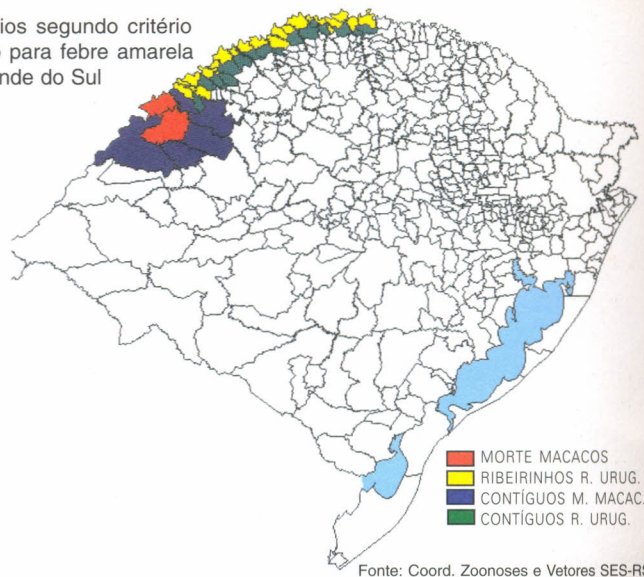 ios segundo critério
para febre amarela
nde do Sul
MORTE MACACOS
RIBEIRINHOS R. URUG.
CONTÍGUOS M. MACAC.
CONTÍGUOS R. URUG.
Fonte: Coord. Zoonoses e Vetores SES-R